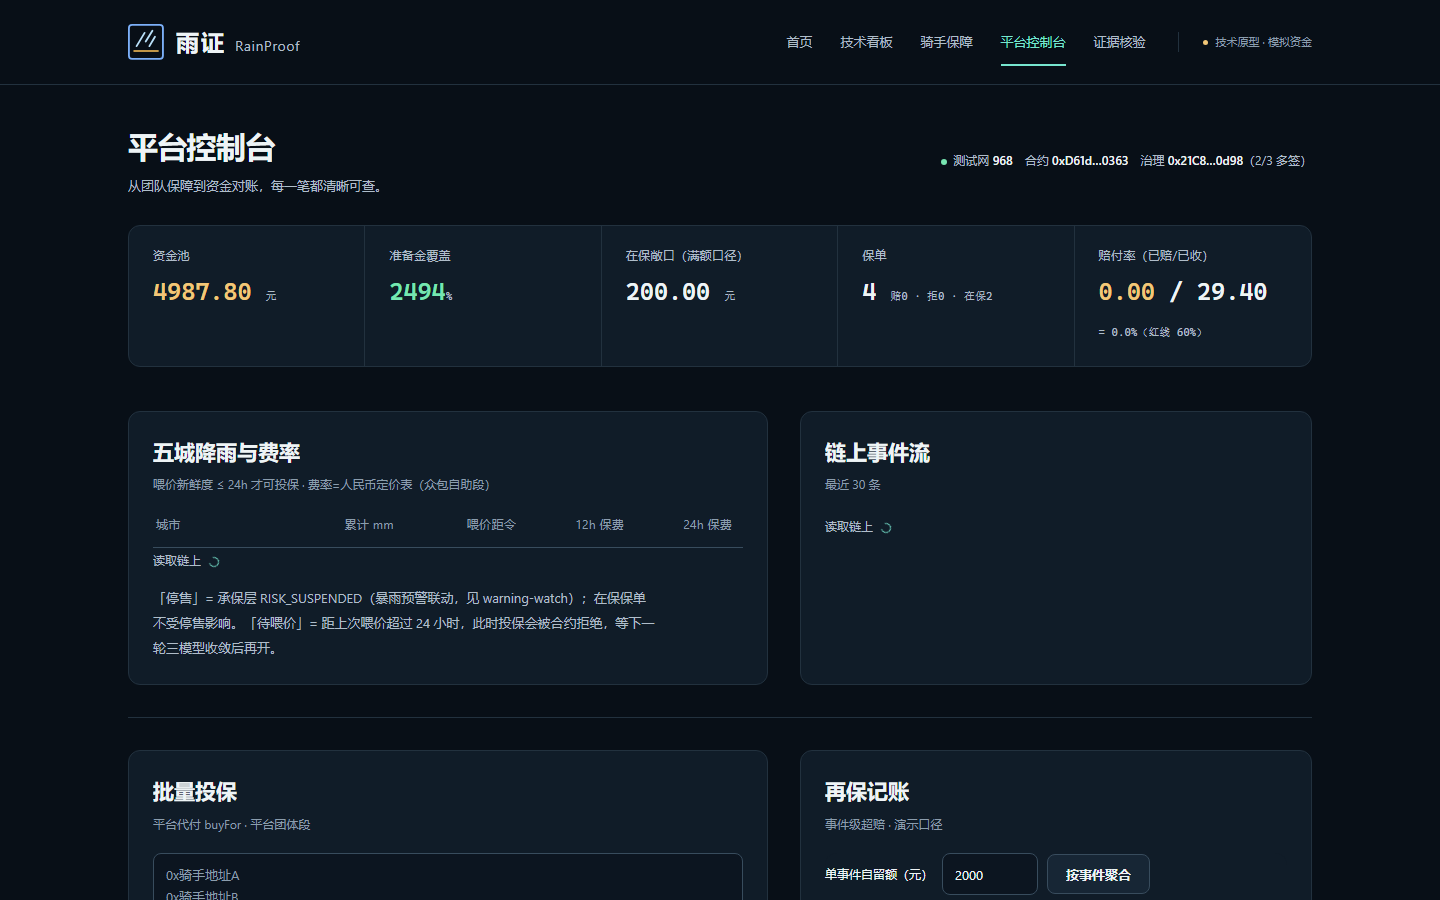 雨证 RainProof
首页 技术看板 骑手保障 平台控制台 证据核验 技术原型 · 模拟资金
平台控制台
从团队保障到资金对账，每一笔都清晰可查。
测试网 968 合约 0xD61d…0363 治理 0x21C8…0d98（2/3 多签）
资金池
4987.80 元
准备金覆盖
2494%
在保敞口（满额口径）
200.00 元
保单
4 赔0 · 拒0 · 在保2
赔付率（已赔/已收）
0.00 / 29.40
= 0.0%（红线 60%）
五城降雨与费率
喂价新鲜度 ≤ 24h 才可投保 · 费率=人民币定价表（众包自助段）
城市 累计 mm 喂价距今 12h 保费 24h 保费
读取链上
「停售」= 承保层 RISK_SUSPENDED（暴雨预警联动，见 warning-watch）；在保保单
不受停售影响。「待喂价」= 距上次喂价超过 24 小时，此时投保会被合约拒绝，等下一
轮三模型收敛后再开。
链上事件流
最近 30 条
读取链上
批量投保
平台代付 buyFor · 平台团体段
0x骑手地址A
0x骑手地址B
再保记账
事件级超赔 · 演示口径
单事件自留额（元） 2000 按事件聚合